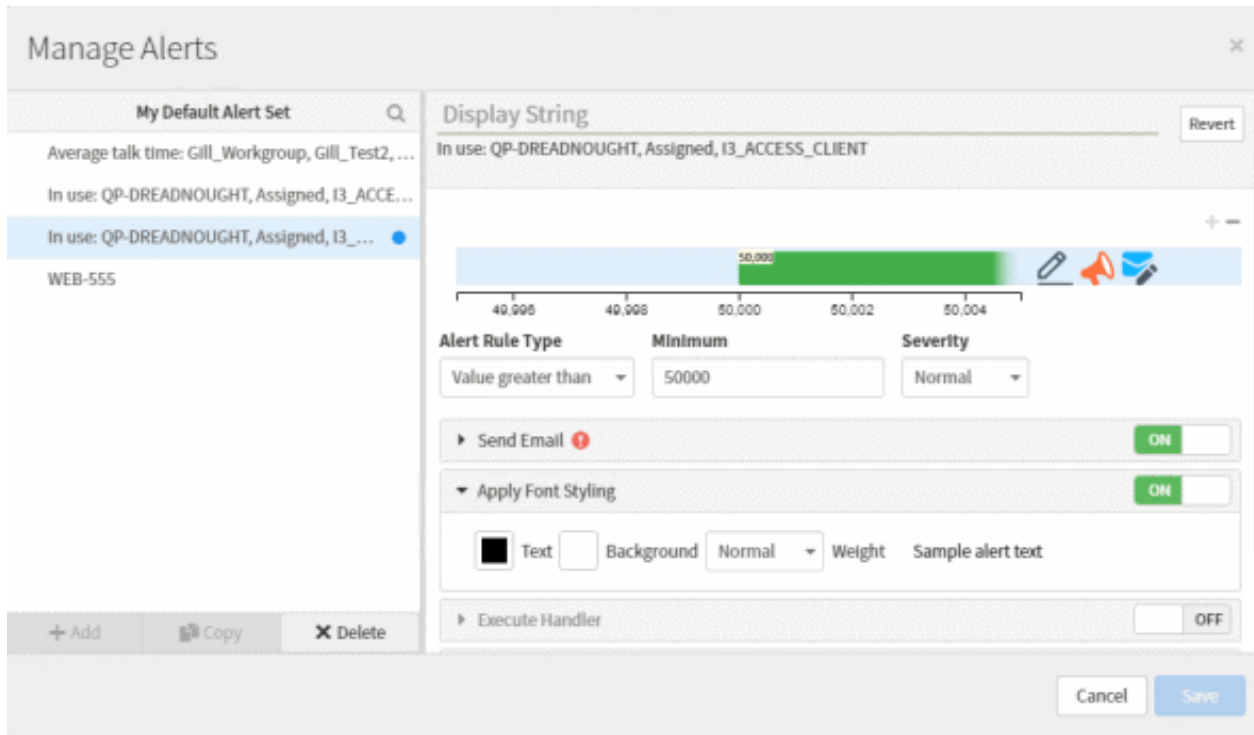 Manage Alerts
My Default Alert Set
Average talk time: Gill_Workgroup, Gill_Test2, ...
In use: QP-DREADNOUGHT, Assigned, I3_ACCE...
In use: QP-DREADNOUGHT, Assigned, I3_...
WEB-555
+ Add
Copy
Delete
Display String
Revert
In use: QP-DREADNOUGHT, Assigned, I3_ACCESS_CLIENT
50,000
49,996 49,998 50,000 50,002 50,004
Alert Rule Type Minimum Severity
Value greater than 50000 Normal
Send Email ON
Apply Font Styling ON
Text Background Normal Weight Sample alert text
Execute Handler OFF
Cancel Save